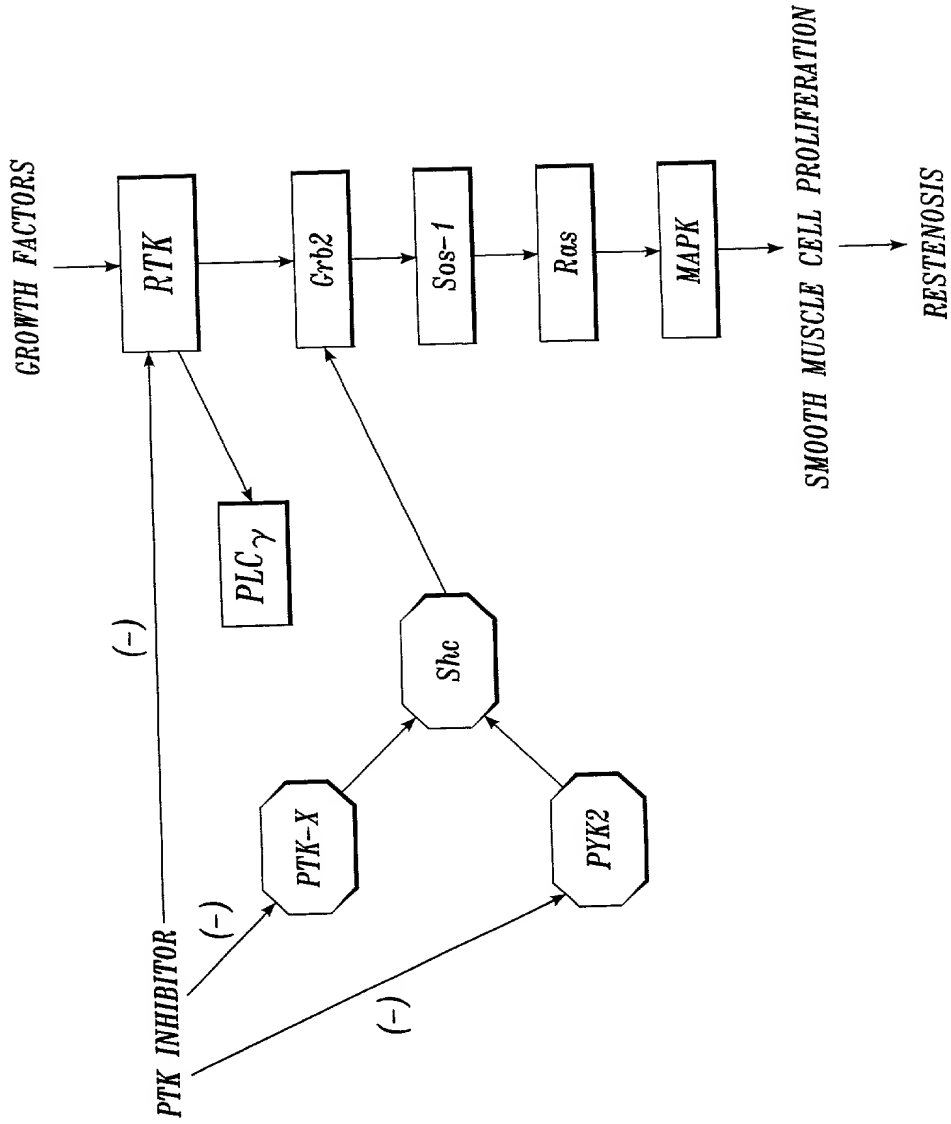 GROWTH FACTORS
PTK INHIBITOR
(-)
RTK
(-)
PLCγ
PTK-X
Grb2
(-)
Shc
Sos-1
PYK2
Ras
MAPK
SMOOTH MUSCLE CELL PROLIFERATION
RESTENOSIS